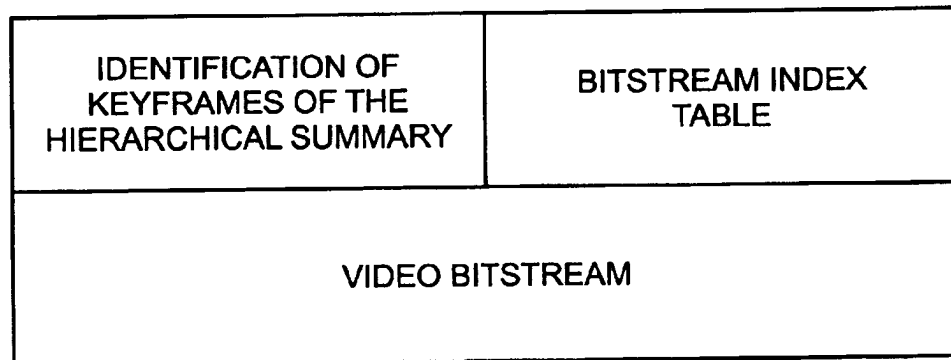 IDENTIFICATION OF
KEYFRAMES OF THE
HIERARCHICAL SUMMARY
BITSTREAM INDEX
TABLE
VIDEO BITSTREAM